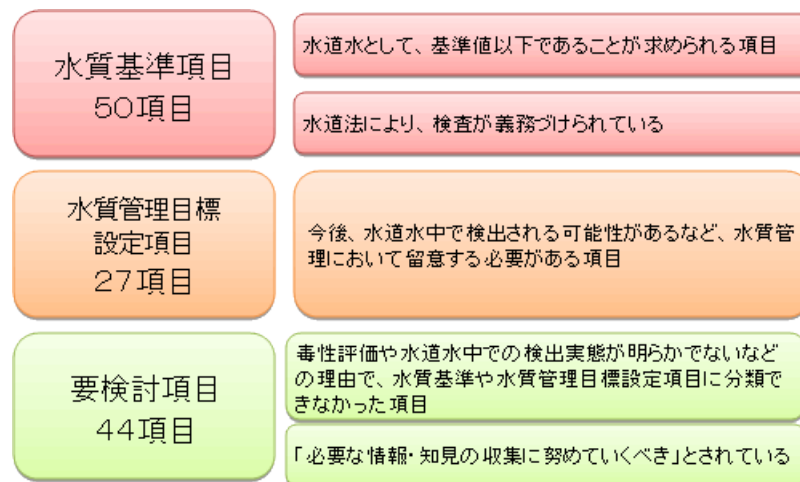 水質基準項目
50項目
水道水として、基準値以下であることが求められる項目
水道法により、検査が義務づけられている
水質管理目標
設定項目
27項目
今後、水道水中で検出される可能性があるなど、水質管
理において留意する必要がある項目
要検討項目
44項目
毒性評価や水道水中での検出実態が明らかでないなど
の理由で、水質基準や水質管理目標設定項目に分類で
きなかった項目
「必要な情報・知見の収集に努めていくべき」とされている